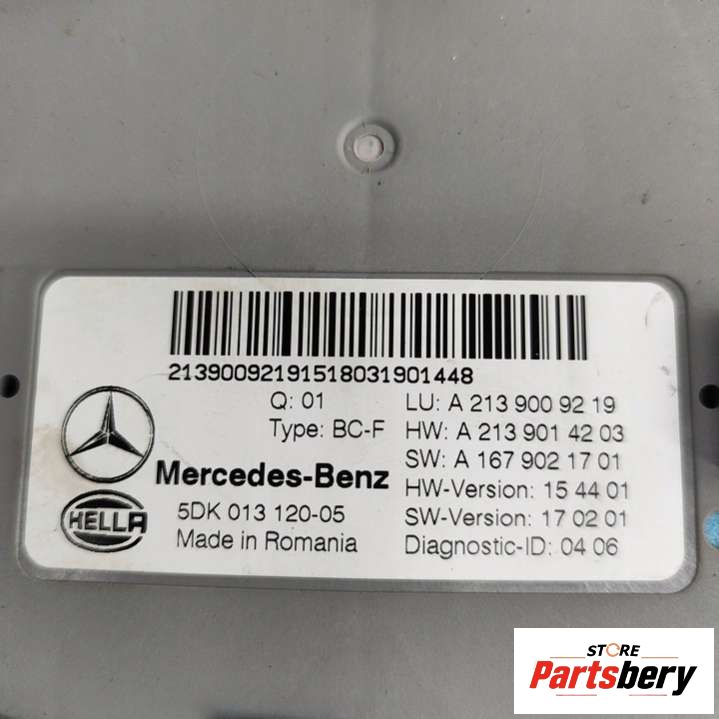 21390092191518031901448
Q: 01
Type: BC-F
Mercedes-Benz
HELLA
5DK 013 120-05
Made in Romania
LU: A 213 900 92 19
HW: A 213 901 42 03
SW: A 167 902 17 01
HW-Version: 15 44 01
SW-Version: 17 02 01
Diagnostic-ID: 04 06
STORE
Partsbery